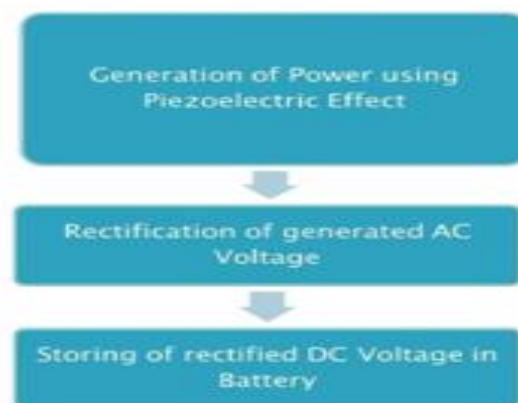 Generation of Power using
Piezoelectric Effect
Rectification of generated AC
Voltage
Storing of rectified DC Voltage in
Battery